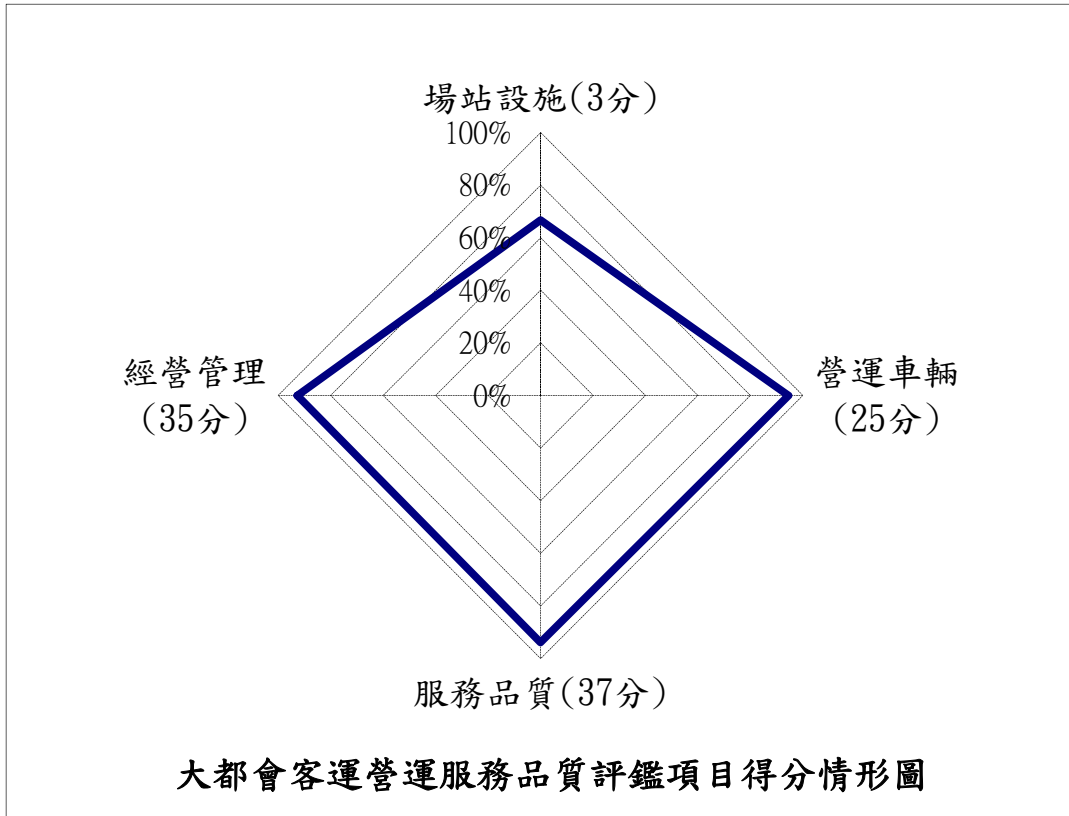 場站設施(3分)
100%
80%
60%
40%
20%
0%
經營管理
(35分)
營運車輛
(25分)
服務品質(37分)
大都會客運營運服務品質評鑑項目得分情形圖